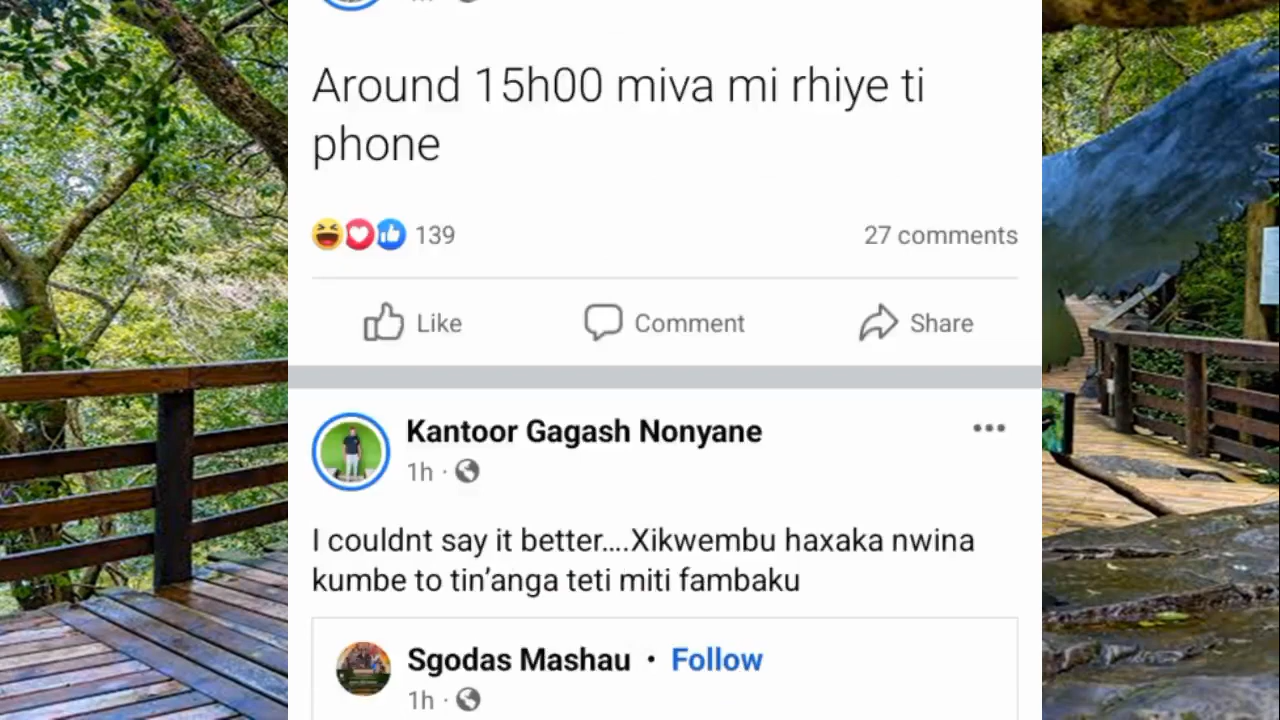 Around 15h00 miva mi rhiye ti
phone
139
27 comments
Like
Comment
Share
Kantoor Gagash Nonyane
1h ·
I couldnt say it better....Xikwembu haxaka nwina
kumbe to tin'anga teti miti fambaku
Sgodas Mashau • Follow
1h ·